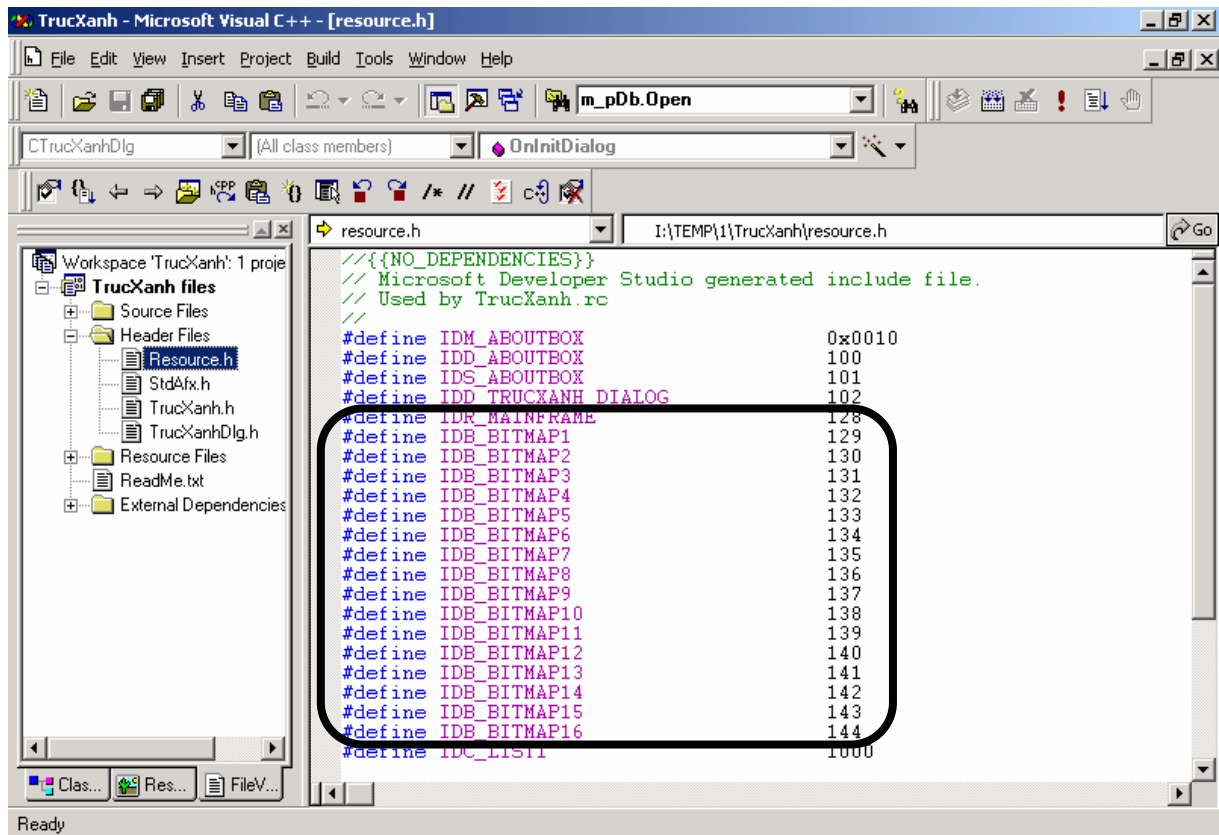 TrucXanh - Microsoft Visual C++ - [resource.h]
File Edit View Insert Project Build Tools Window Help
m_pDb.Open
CTrucXanhDlg (All class members) OnInitDialog
resource.h I:\TEMP\1\TrucXanh\resource.h Go
Workspace 'TrucXanh': 1 proje
TrucXanh files
Source Files
Header Files
Resource.h
StdAfx.h
TrucXanh.h
TrucXanhDlg.h
Resource Files
ReadMe.txt
External Dependencies
//{{NO_DEPENDENCIES}}
// Microsoft Developer Studio generated include file.
// Used by TrucXanh.rc
//
#define IDM_ABOUTBOX 0x0010
#define IDD_ABOUTBOX 100
#define IDS_ABOUTBOX 101
#define IDD_TRUCXANH_DIALOG 102
#define IDR_MAINFRAME 128
#define IDB_BITMAP1 129
#define IDB_BITMAP2 130
#define IDB_BITMAP3 131
#define IDB_BITMAP4 132
#define IDB_BITMAP5 133
#define IDB_BITMAP6 134
#define IDB_BITMAP7 135
#define IDB_BITMAP8 136
#define IDB_BITMAP9 137
#define IDB_BITMAP10 138
#define IDB_BITMAP11 139
#define IDB_BITMAP12 140
#define IDB_BITMAP13 141
#define IDB_BITMAP14 142
#define IDB_BITMAP15 143
#define IDB_BITMAP16 144
#define IDC_LIST1 1000
Clas... Res... FileV...
Ready